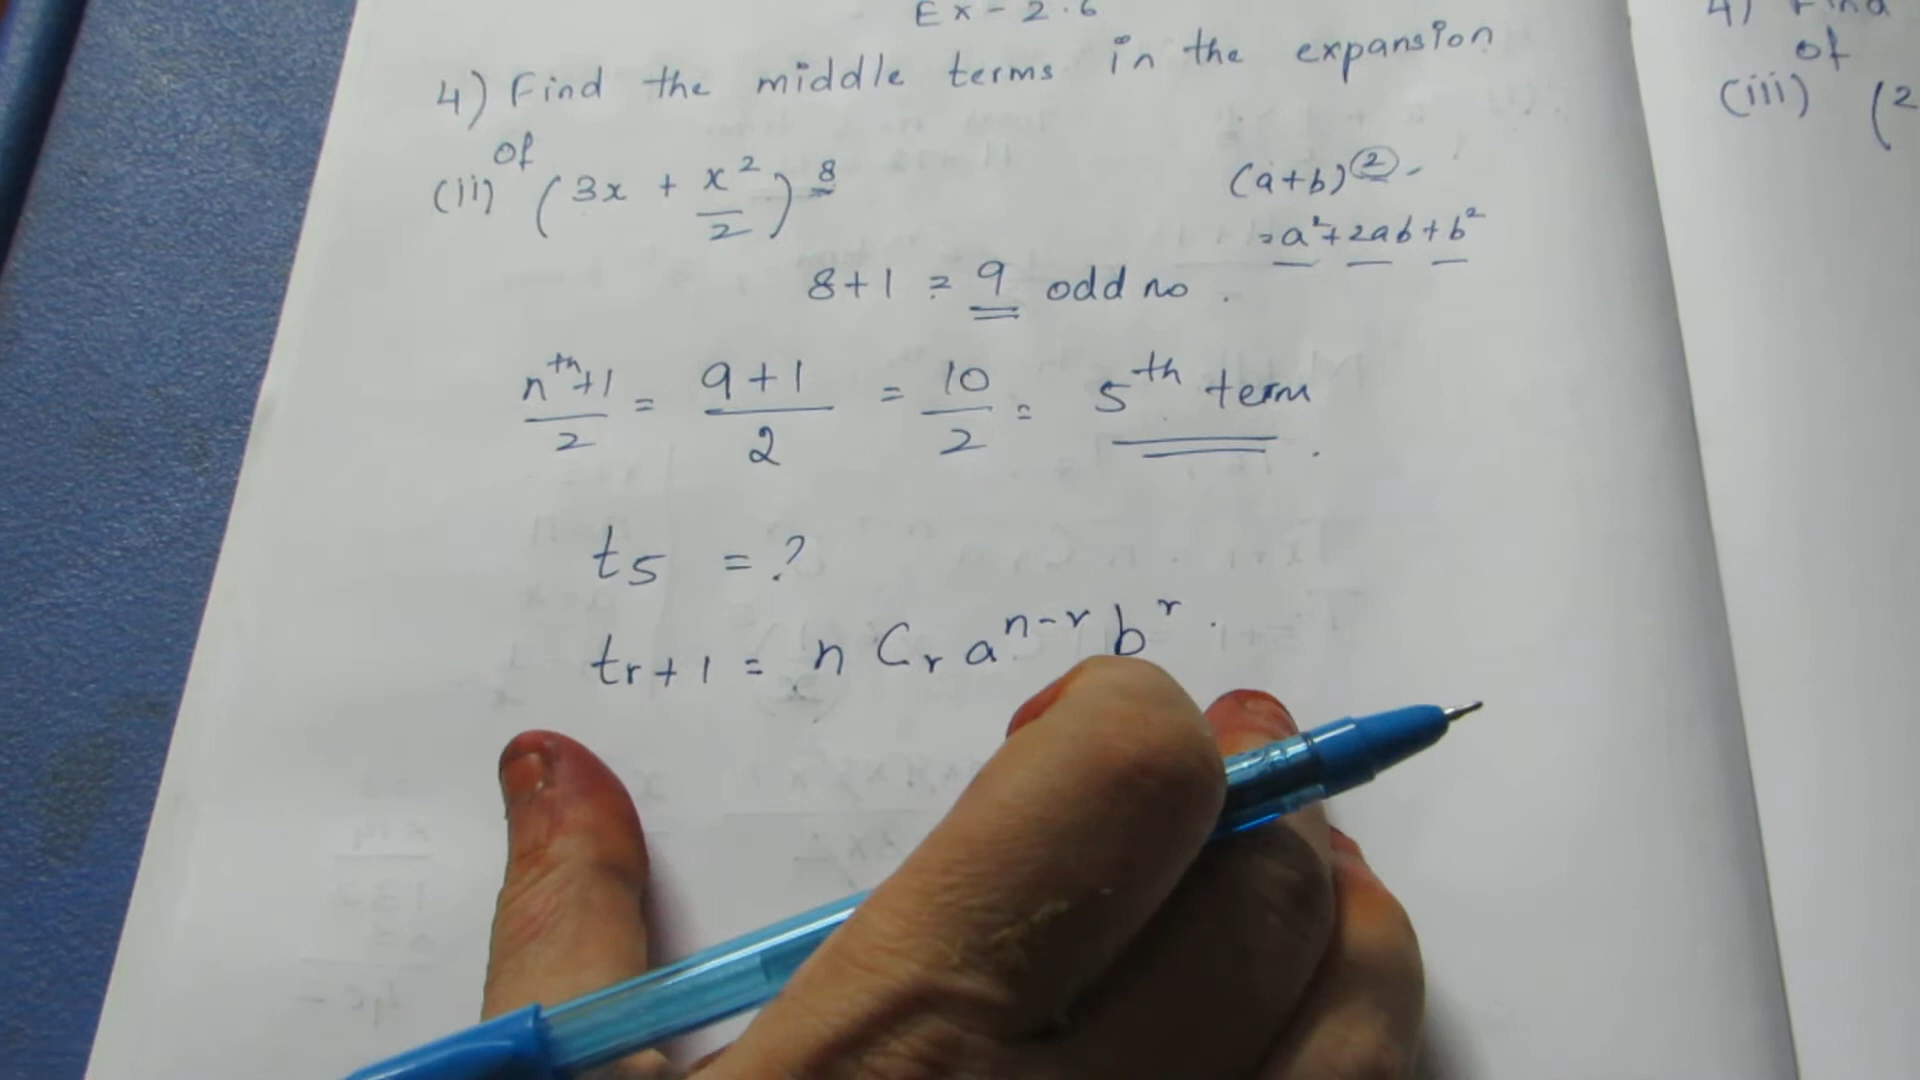 Ex - 2.6
4) Find the middle terms in the expansion
of
(ii) (3x + x²/2)⁸
(a+b)²
= a² + 2ab + b²
8+1 = 9 odd no.
nᵗʰ+1/2 = 9+1/2 = 10/2 = 5ᵗʰ term.
t₅ = ?
tᵣ₊₁ = n Cᵣ aⁿ⁻ʳ bʳ.
4) Find
of
(iii) (2